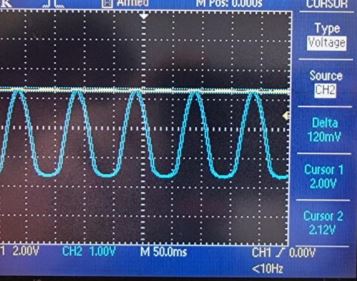 Armed M Pos: 0.000s CURSOR
Type
Voltage
Source
CH2
Delta
120mV
Cursor 1
2.00V
Cursor 2
2.12V
1 2.00V CH2 1.00V M 50.0ms CH1 0.00V
<10Hz